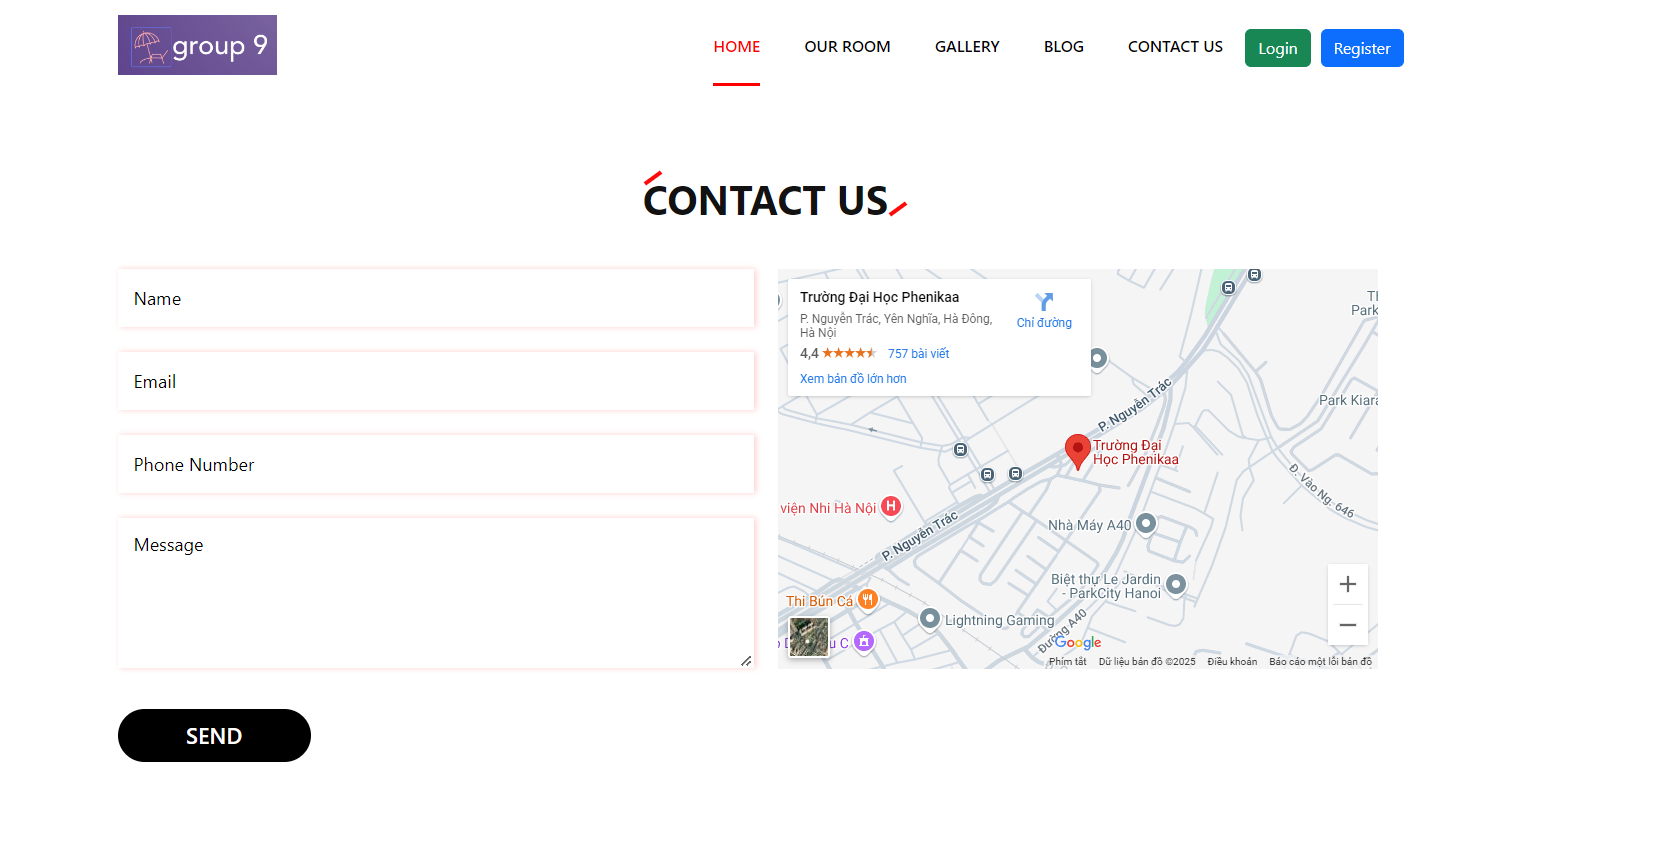 group 9
HOME
OUR ROOM
GALLERY
BLOG
CONTACT US
Login
Register
CONTACT US
Name
Email
Phone Number
Message
SEND
Trường Đại Học Phenikaa
P. Nguyễn Trác, Yên Nghĩa, Hà Đông,
Hà Nội
4,4
757 bài viết
Xem bản đồ lớn hơn
Chỉ đường
Park
Park Kiara
P. Nguyễn Trác
Trường Đại
Học Phenikaa
Đ. Vào Ng. 646
viện Nhi Hà Nội
P. Nguyễn Trác
Nhà Máy A40
Biệt thự Le Jardin
- ParkCity Hanoi
Thi Bún Cá
Lightning Gaming
Đường A40
Google
Phím tắt
Dữ liệu bản đồ ©2025
Điều khoản
Báo cáo một lỗi bản đồ